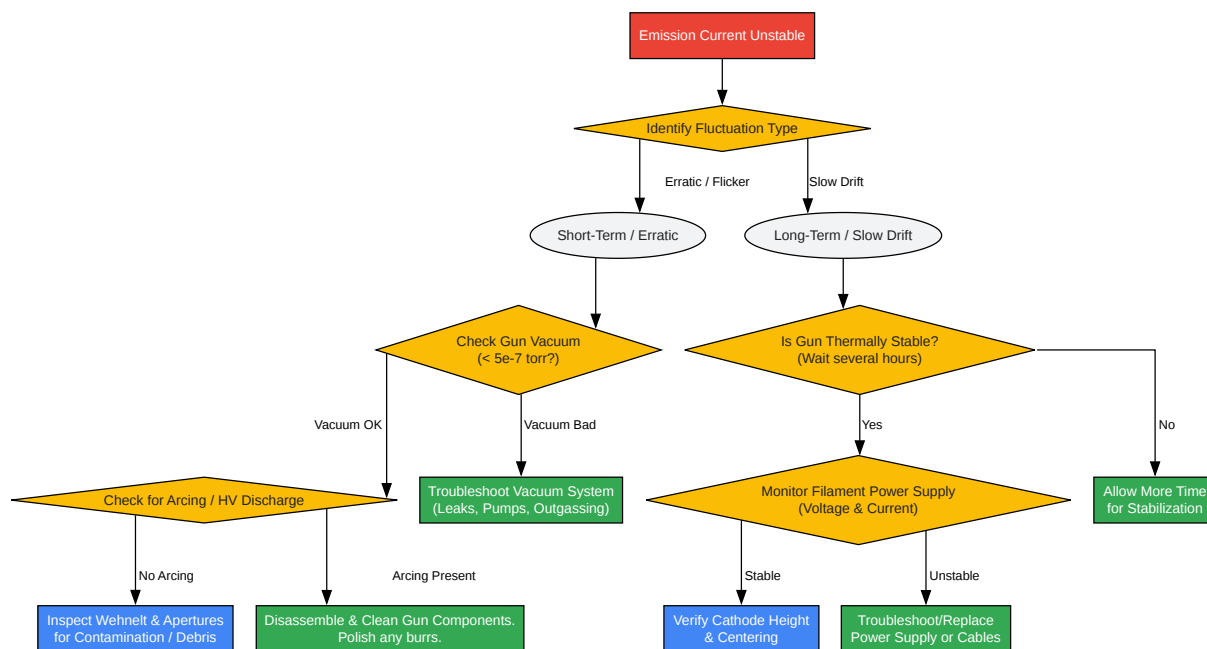 Emission Current Unstable
Identify Fluctuation Type
Erratic / Flicker
Slow Drift
Short-Term / Erratic
Long-Term / Slow Drift
Check Gun Vacuum
(< 5e-7 torr?)
Is Gun Thermally Stable?
(Wait several hours)
Vacuum OK
Vacuum Bad
Yes
No
Check for Arcing / HV Discharge
Troubleshoot Vacuum System
(Leaks, Pumps, Outgassing)
Monitor Filament Power Supply
(Voltage & Current)
Allow More Time
for Stabilization
No Arcing
Arcing Present
Stable
Unstable
Inspect Wehnelt & Apertures
for Contamination / Debris
Disassemble & Clean Gun Components.
Polish any burrs.
Verify Cathode Height
& Centering
Troubleshoot/Replace
Power Supply or Cables